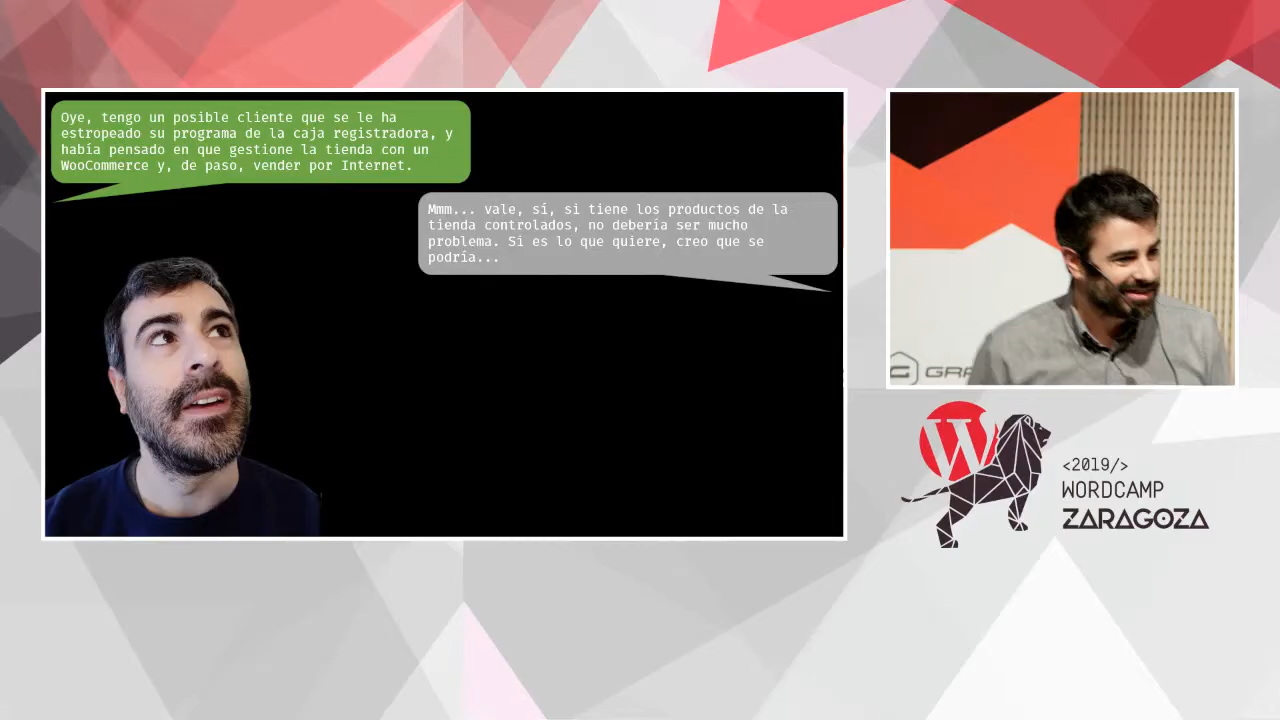 Oye, tengo un posible cliente que se le ha
estropeado su programa de la caja registradora, y
había pensado en que gestione la tienda con un
WooCommerce y, de paso, vender por Internet.
Mmm... vale, sí, si tiene los productos de la
tienda controlados, no debería ser mucho
problema. Si es lo que quiere, creo que se
podría...
W
<2019/>
WORDCAMP
ZARAGOZA